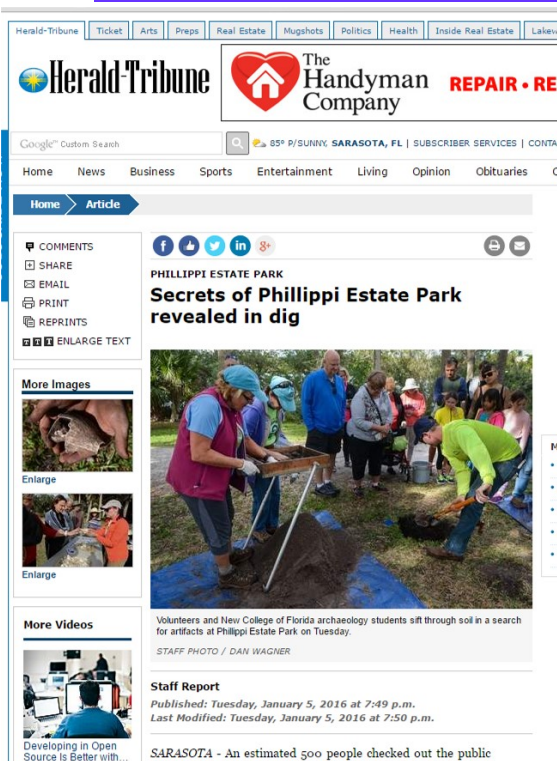 Herald-Tribune Ticket Arts Preps Real Estate Mugshots Politics Health Inside Real Estate
Herald-Tribune
The
Handyman
Company
REPAIR • RE
Google™ Custom Search
85° P/SUNNY, SARASOTA, FL | SUBSCRIBER SERVICES | CONTA
Home News Business Sports Entertainment Living Opinion Obituaries
Home Article
COMMENTS
SHARE
EMAIL
PRINT
REPRINTS
T T T ENLARGE TEXT
f in g+
PHILLIPPI ESTATE PARK
Secrets of Phillippi Estate Park
revealed in dig
More Images
Enlarge
Enlarge
Volunteers and New College of Florida archaeology students sift through soil in a search
for artifacts at Phillippi Estate Park on Tuesday.
STAFF PHOTO / DAN WAGNER
More Videos
Developing in Open
Source Is Better with...
Staff Report
Published: Tuesday, January 5, 2016 at 7:49 p.m.
Last Modified: Tuesday, January 5, 2016 at 7:50 p.m.
SARASOTA - An estimated 500 people checked out the public